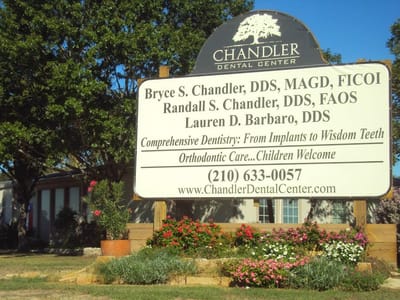 CHANDLER
DENTAL CENTER
Bryce S. Chandler, DDS, MAGD, FICOI
Randall S. Chandler, DDS, FAOS
Lauren D. Barbaro, DDS
Comprehensive Dentistry: From Implants to Wisdom Teeth
Orthodontic Care...Children Welcome
(210) 633-0057
www.ChandlerDentalCenter.com